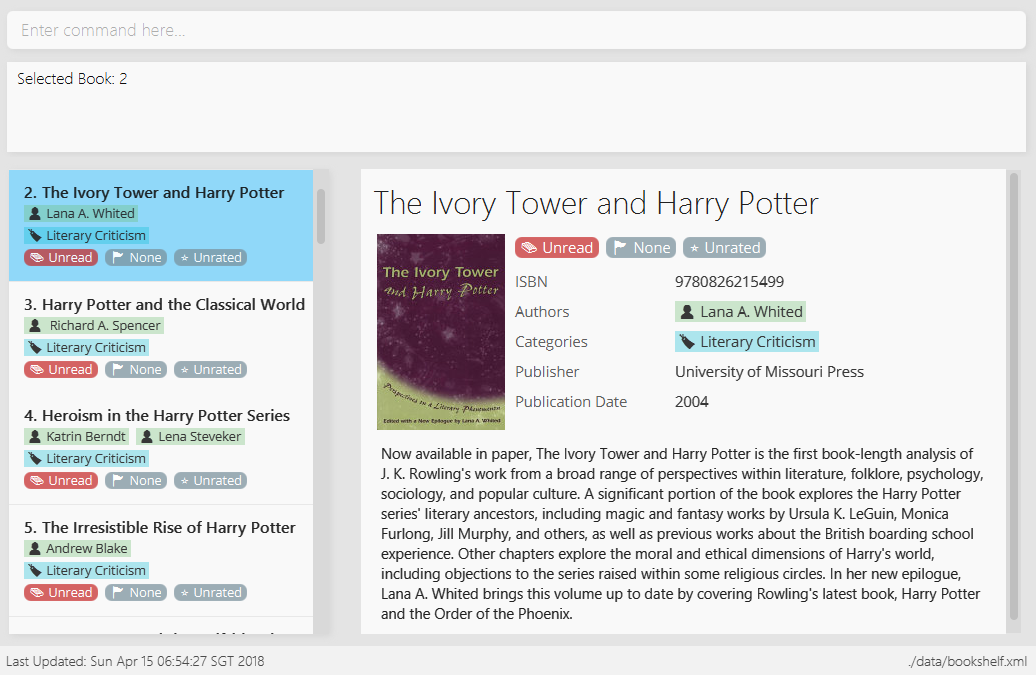 Enter command here...
Selected Book: 2
2. The Ivory Tower and Harry Potter
Lana A. Whited
Literary Criticism
Unread None Unrated
3. Harry Potter and the Classical World
Richard A. Spencer
Literary Criticism
Unread None Unrated
4. Heroism in the Harry Potter Series
Katrin Berndt Lena Steveker
Literary Criticism
Unread None Unrated
5. The Irresistible Rise of Harry Potter
Andrew Blake
Literary Criticism
Unread None Unrated
The Ivory Tower and Harry Potter
The Ivory Tower
and Harry Potter
Perspectives on a Literary Phenomenon
Edited with a New Epilogue by Lana A. Whited
Unread None Unrated
ISBN 9780826215499
Authors Lana A. Whited
Categories Literary Criticism
Publisher University of Missouri Press
Publication Date 2004
Now available in paper, The Ivory Tower and Harry Potter is the first book-length analysis of
J. K. Rowling's work from a broad range of perspectives within literature, folklore, psychology,
sociology, and popular culture. A significant portion of the book explores the Harry Potter
series' literary ancestors, including magic and fantasy works by Ursula K. LeGuin, Monica
Furlong, Jill Murphy, and others, as well as previous works about the British boarding school
experience. Other chapters explore the moral and ethical dimensions of Harry's world,
including objections to the series raised within some religious circles. In her new epilogue,
Lana A. Whited brings this volume up to date by covering Rowling's latest book, Harry Potter
and the Order of the Phoenix.
Last Updated: Sun Apr 15 06:54:27 SGT 2018
./data/bookshelf.xml